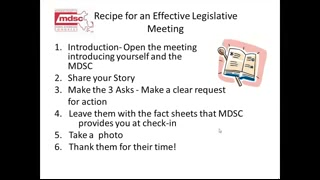 mdsc
Recipe for an Effective Legislative
Meeting
1. Introduction- Open the meeting
introducing yourself and the
MDSC
2. Share your Story
3. Make the 3 Asks - Make a clear request
for action
4. Leave them with the fact sheets that MDSC
provides you at check-in
5. Take a photo
6. Thank them for their time!